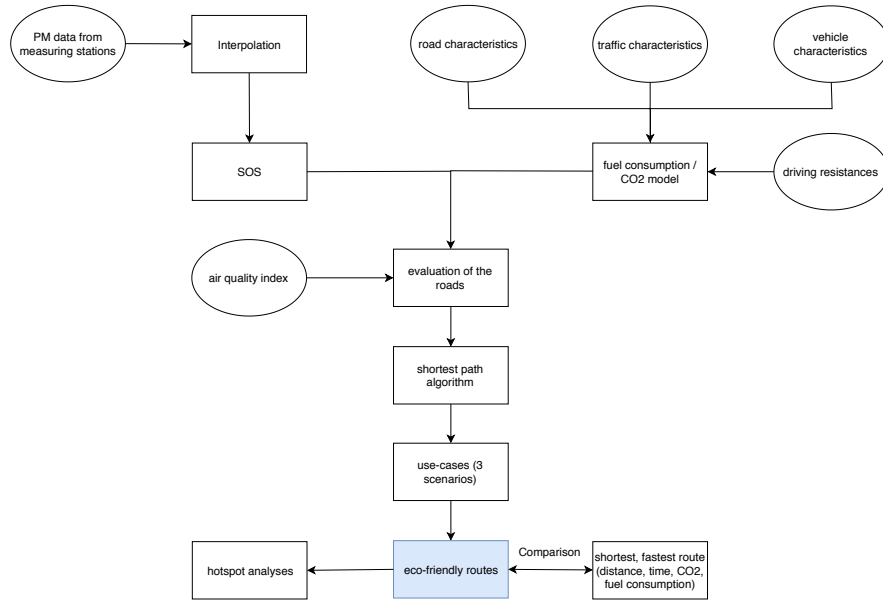 PM data from
measuring stations
Interpolation
road characteristics
traffic characteristics
vehicle
characteristics
SOS
fuel consumption /
CO2 model
driving resistances
air quality index
evaluation of the
roads
shortest path
algorithm
use-cases (3
scenarios)
hotspot analyses
eco-friendly routes
Comparison
shortest, fastest route
(distance, time, CO2,
fuel consumption)